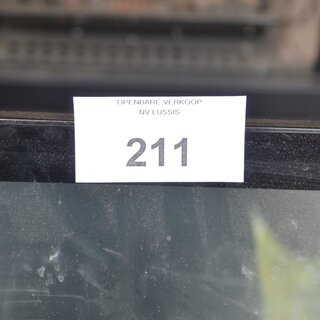 OPENBARE VERKOOP
NV LUSSIS
211